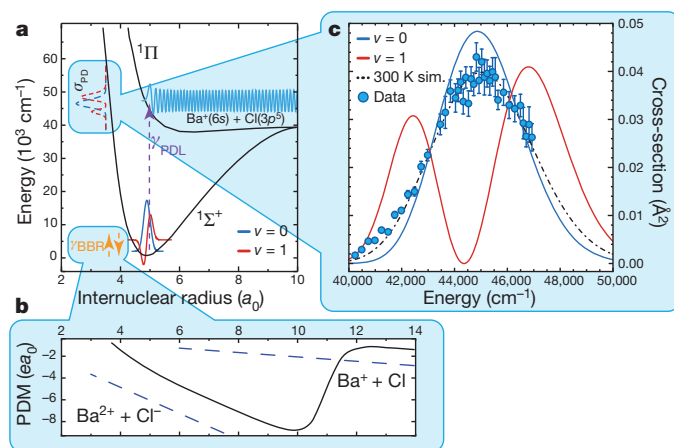 a
Energy (10³ cm⁻¹)
60
50
40
30
20
10
0
¹Π
σPD
Ba⁺(6s) + Cl(3p⁵)
γPDL
¹Σ⁺
γBBR
v = 0
v = 1
0 2 4 6 8 10
Internuclear radius (a₀)
c
v = 0
v = 1
300 K sim.
Data
0.05
0.04
0.03
0.02
0.01
0.00
Cross-section (Å²)
40,000 42,000 44,000 46,000 48,000 50,000
Energy (cm⁻¹)
b
2 4 6 8 10 12 14
PDM (ea₀)
−2
−4
−6
−8
Ba²⁺ + Cl⁻
Ba⁺ + Cl